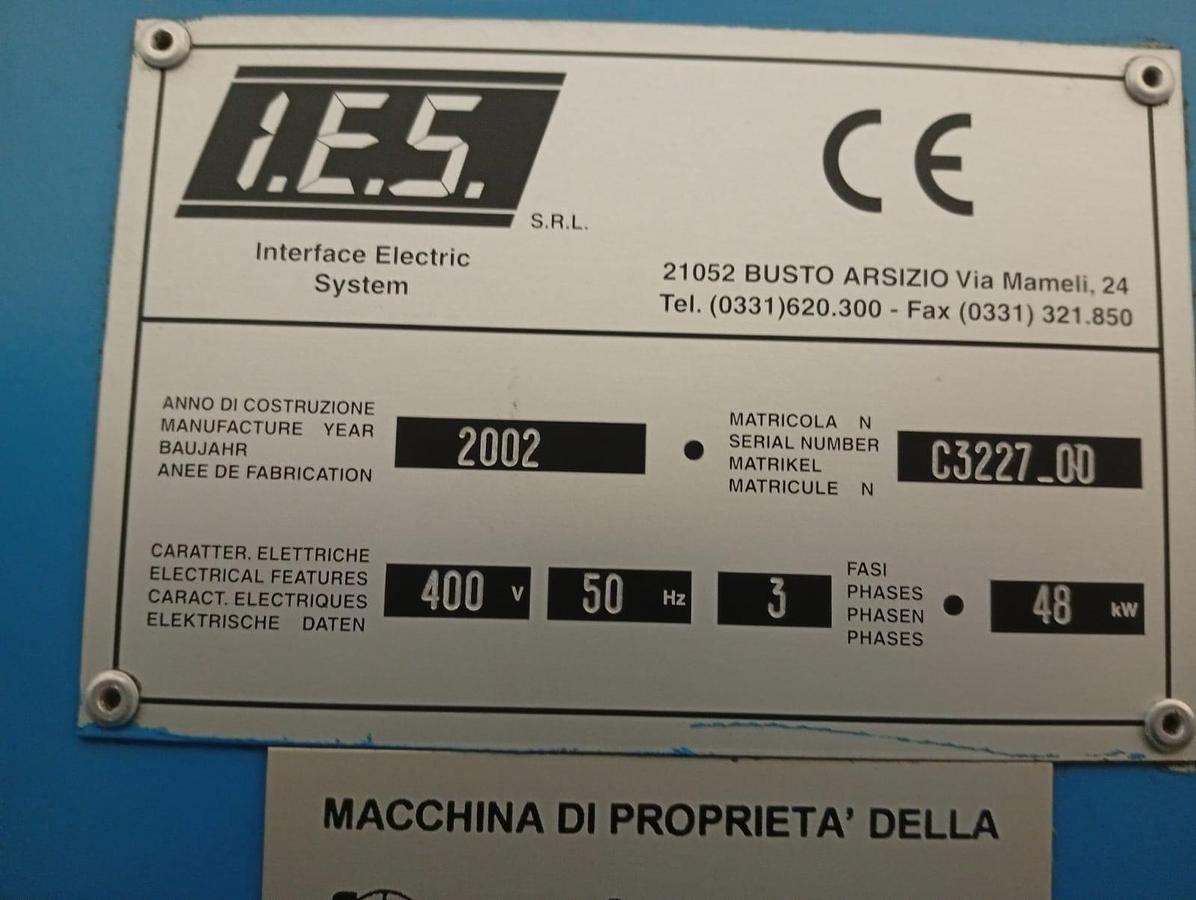 I.E.S.
S.R.L.
Interface Electric
System
CE
21052 BUSTO ARSIZIO Via Mameli, 24
Tel. (0331)620.300 - Fax (0331) 321.850
ANNO DI COSTRUZIONE
MANUFACTURE YEAR
BAUJAHR
ANEE DE FABRICATION
2002
MATRICOLA N
SERIAL NUMBER
MATRIKEL
MATRICULE N
C3227_00
CARATTER. ELETTRICHE
ELECTRICAL FEATURES
CARACT. ELECTRIQUES
ELEKTRISCHE DATEN
400 V
50 Hz
3
FASI
PHASES
PHASEN
PHASES
48 kW
MACCHINA DI PROPRIETA' DELLA